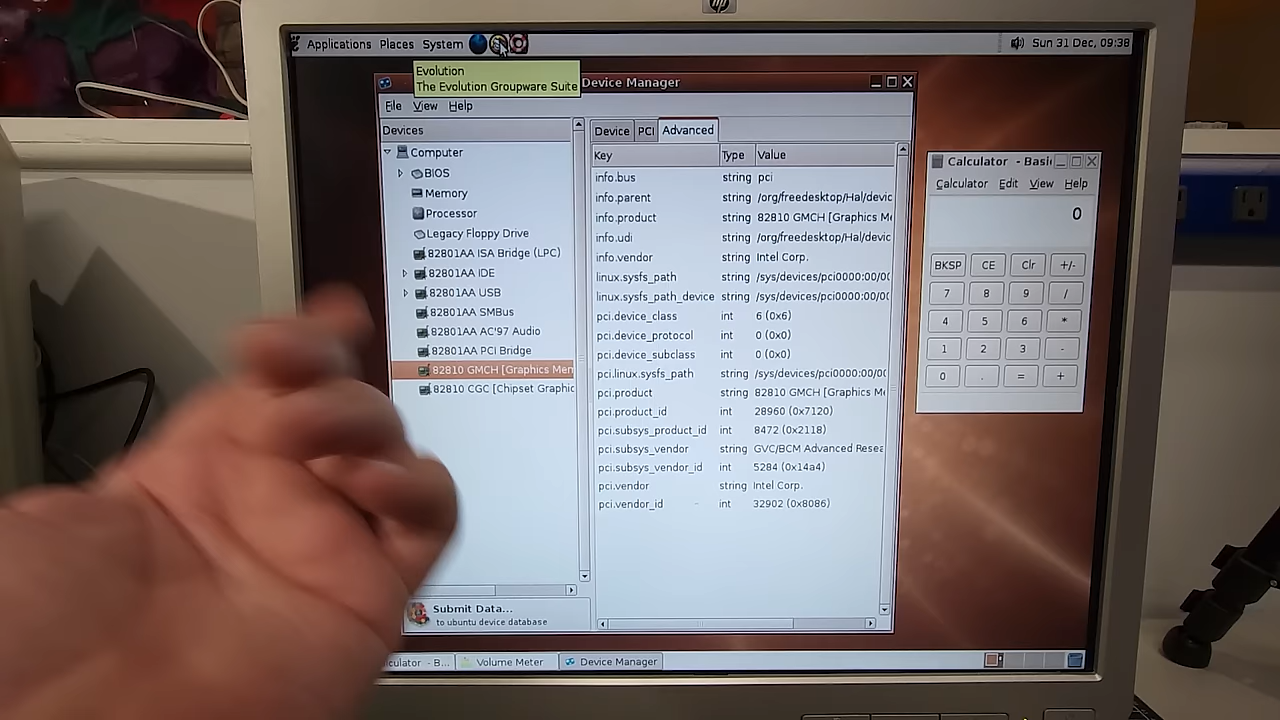 hp
Applications Places System Sun 31 Dec, 09:38
Evolution
The Evolution Groupware Suite
Device Manager
File View Help
Devices
Computer
BIOS
Memory
Processor
Legacy Floppy Drive
82801AA ISA Bridge (LPC)
82801AA IDE
82801AA USB
82801AA SMBus
82801AA AC'97 Audio
82801AA PCI Bridge
82810 GMCH [Graphics Mem
82810 CGC [Chipset Graphic
Submit Data...
to ubuntu device database
Device PCI Advanced
Key Type Value
info.bus string pci
info.parent string /org/freedesktop/Hal/devic
info.product string 82810 GMCH [Graphics Me
info.udi string /org/freedesktop/Hal/devic
info.vendor string Intel Corp.
linux.sysfs_path string /sys/devices/pci0000:00/00
linux.sysfs_path_device string /sys/devices/pci0000:00/00
pci.device_class int 6 (0x6)
pci.device_protocol int 0 (0x0)
pci.device_subclass int 0 (0x0)
pci.linux.sysfs_path string /sys/devices/pci0000:00/00
pci.product string 82810 GMCH [Graphics Me
pci.product_id int 28960 (0x7120)
pci.subsys_product_id int 8472 (0x2118)
pci.subsys_vendor string GVC/BCM Advanced Resea
pci.subsys_vendor_id int 5284 (0x14a4)
pci.vendor string Intel Corp.
pci.vendor_id int 32902 (0x8086)
Calculator - Basi
Calculator Edit View Help
0
BKSP CE Clr +/-
7 8 9 /
4 5 6 *
1 2 3 -
0 . = +
culator - B... Volume Meter Device Manager